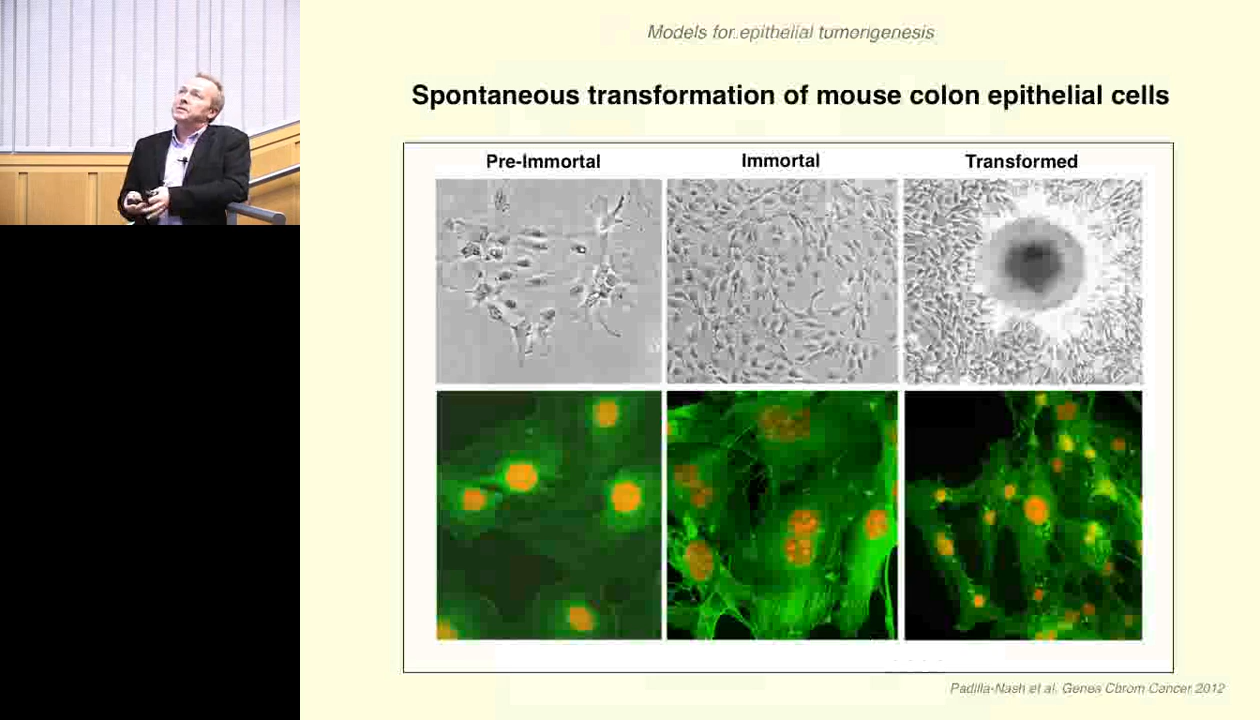 Models for epithelial tumorigenesis
Spontaneous transformation of mouse colon epithelial cells
Pre-Immortal
Immortal
Transformed
Padilla-Nash et al. Genes Chrom Cancer 2012